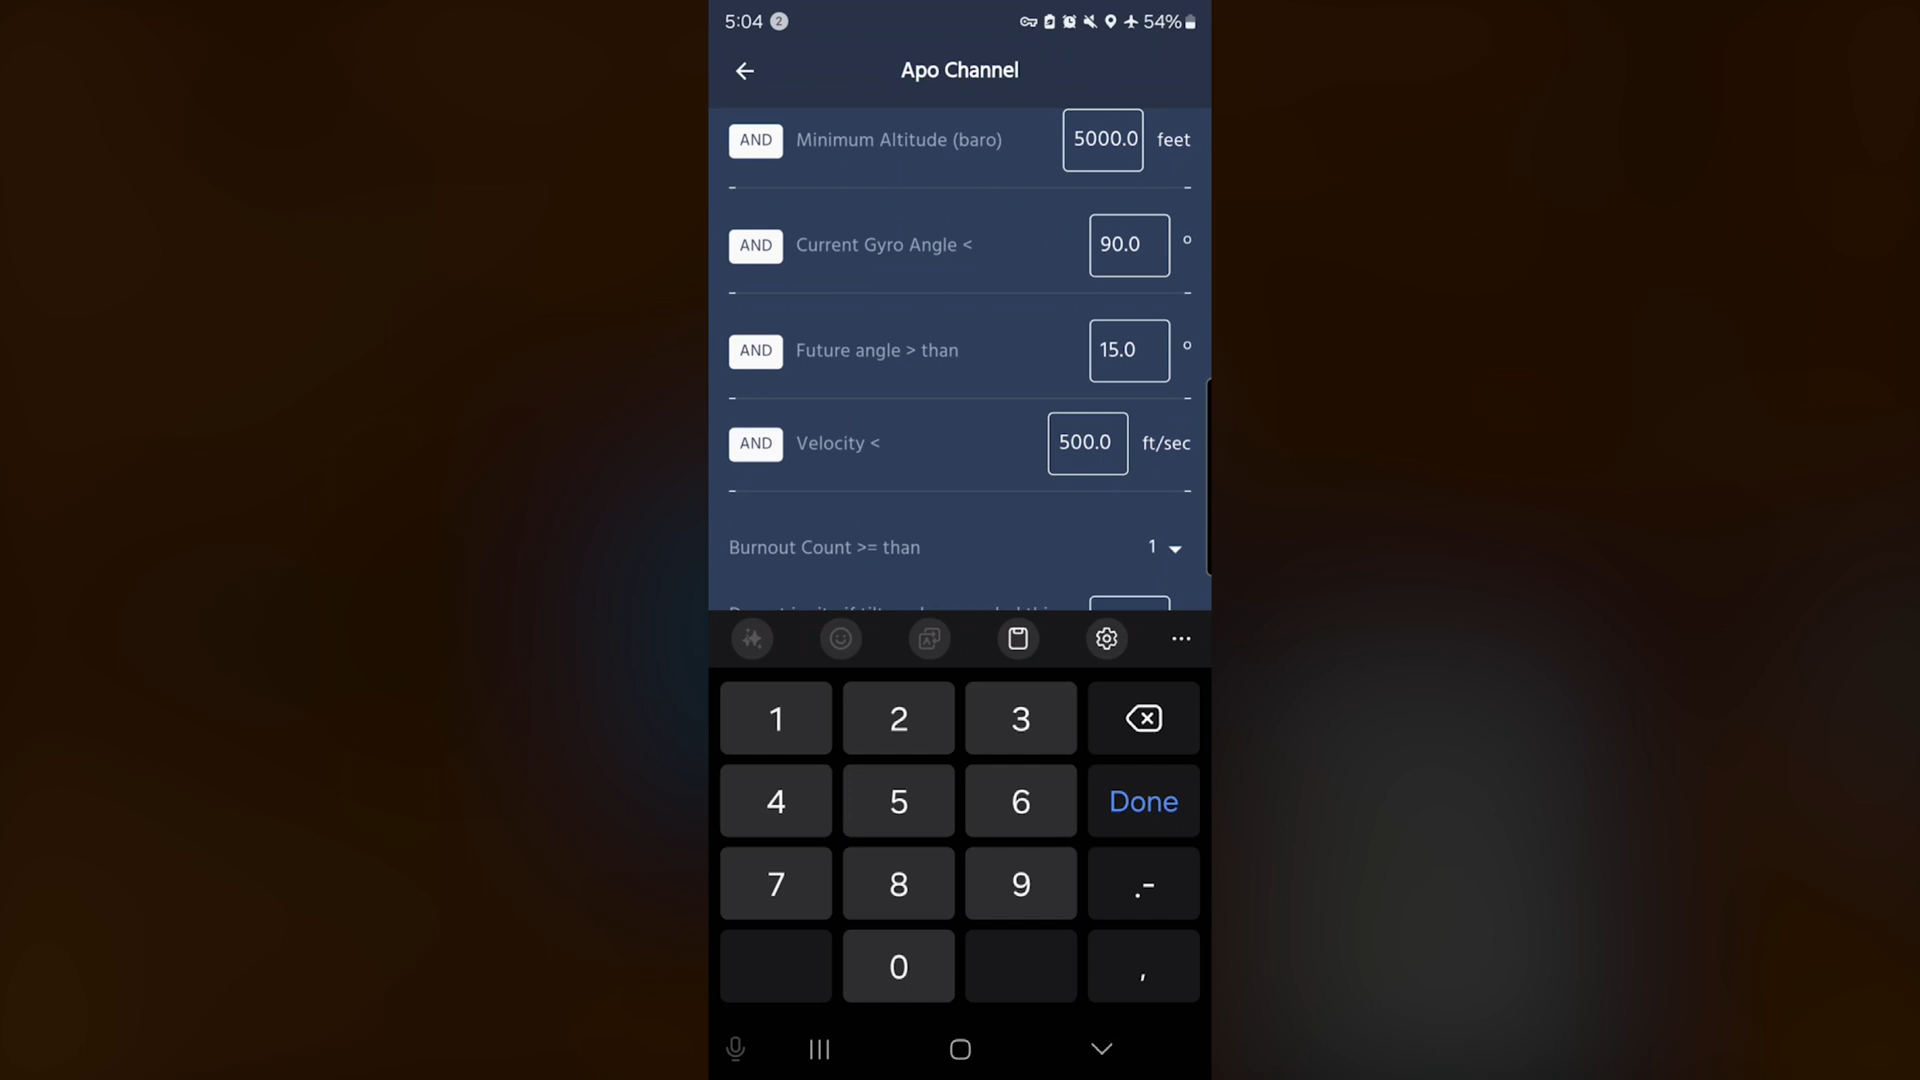 5:04 2 54%
Apo Channel
AND Minimum Altitude (baro) 5000.0 feet
AND Current Gyro Angle < 90.0 °
AND Future angle > than 15.0 °
AND Velocity < 500.0 ft/sec
Burnout Count >= than 1
1 2 3
4 5 6 Done
7 8 9 .-
0 ,